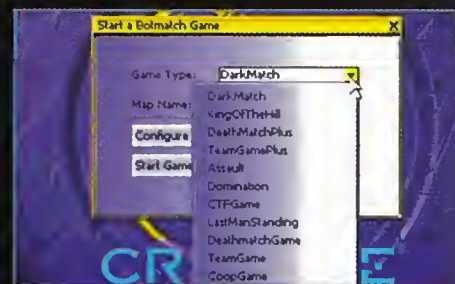 Start a Botmatch Game X
Game Type: DarkMatch
DarkMatch
Map Name:
KingOfTheHill
DeathMatchPlus
Configure
TeamGamePlus
Start Game
Assault
Domination
CTFGame
LastManStanding
DeathmatchGame
TeamGame
CR E
CoopGame